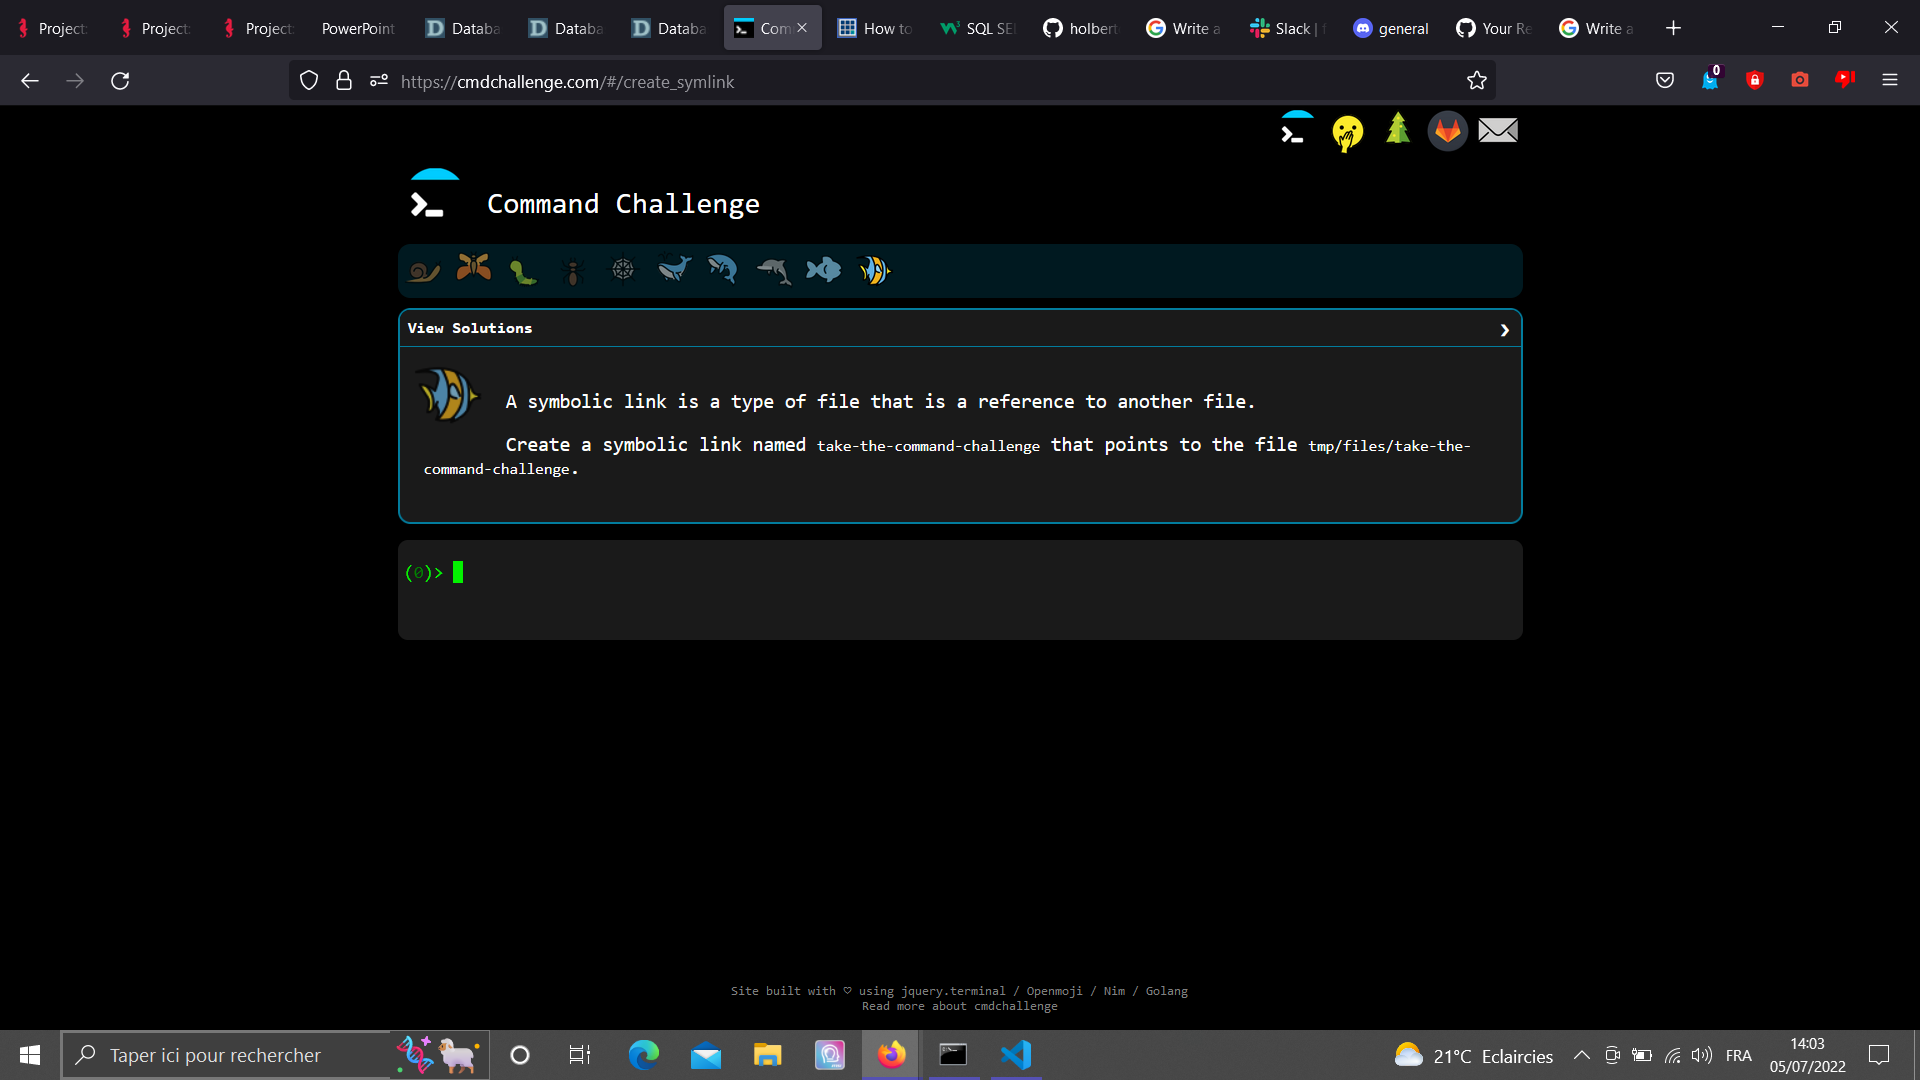 Project
Project
Project
PowerPoint
Databa
Databa
Databa
Com
How to
SQL SEL
holbert
Write a
Slack | f
general
Your Re
Write a
https://cmdchallenge.com/#/create_symlink
0
Command Challenge
View Solutions
A symbolic link is a type of file that is a reference to another file.
Create a symbolic link named take-the-command-challenge that points to the file tmp/files/take-the-
command-challenge.
(0)>
Site built with ♡ using jquery.terminal / Openmoji / Nim / Golang
Read more about cmdchallenge
Taper ici pour rechercher
21°C Eclaircies
FRA
14:03
05/07/2022